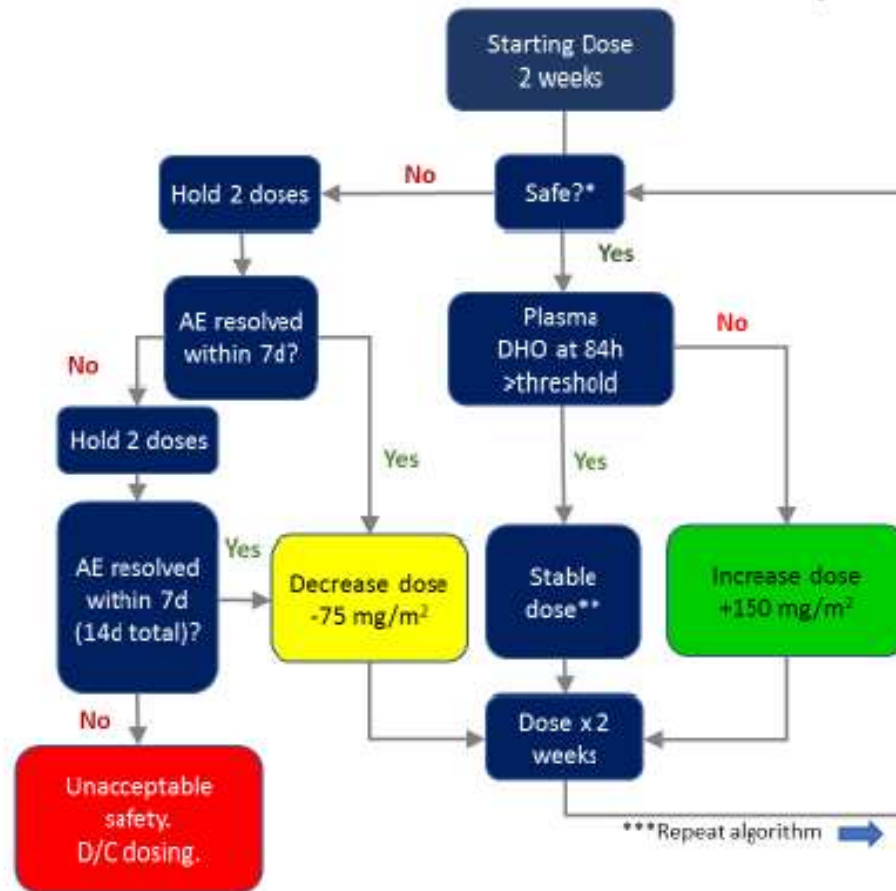 Starting Dose
2 weeks
Safe?*
No
Hold 2 doses
Yes
AE resolved
within 7d?
Plasma
DHO at 84h
>threshold
No
No
Hold 2 doses
Yes
Yes
AE resolved
within 7d
(14d total)?
Yes
Decrease dose
-75 mg/m²
Stable
dose**
Increase dose
+150 mg/m²
No
Dose x 2
weeks
Unacceptable
safety.
D/C dosing.
***Repeat algorithm